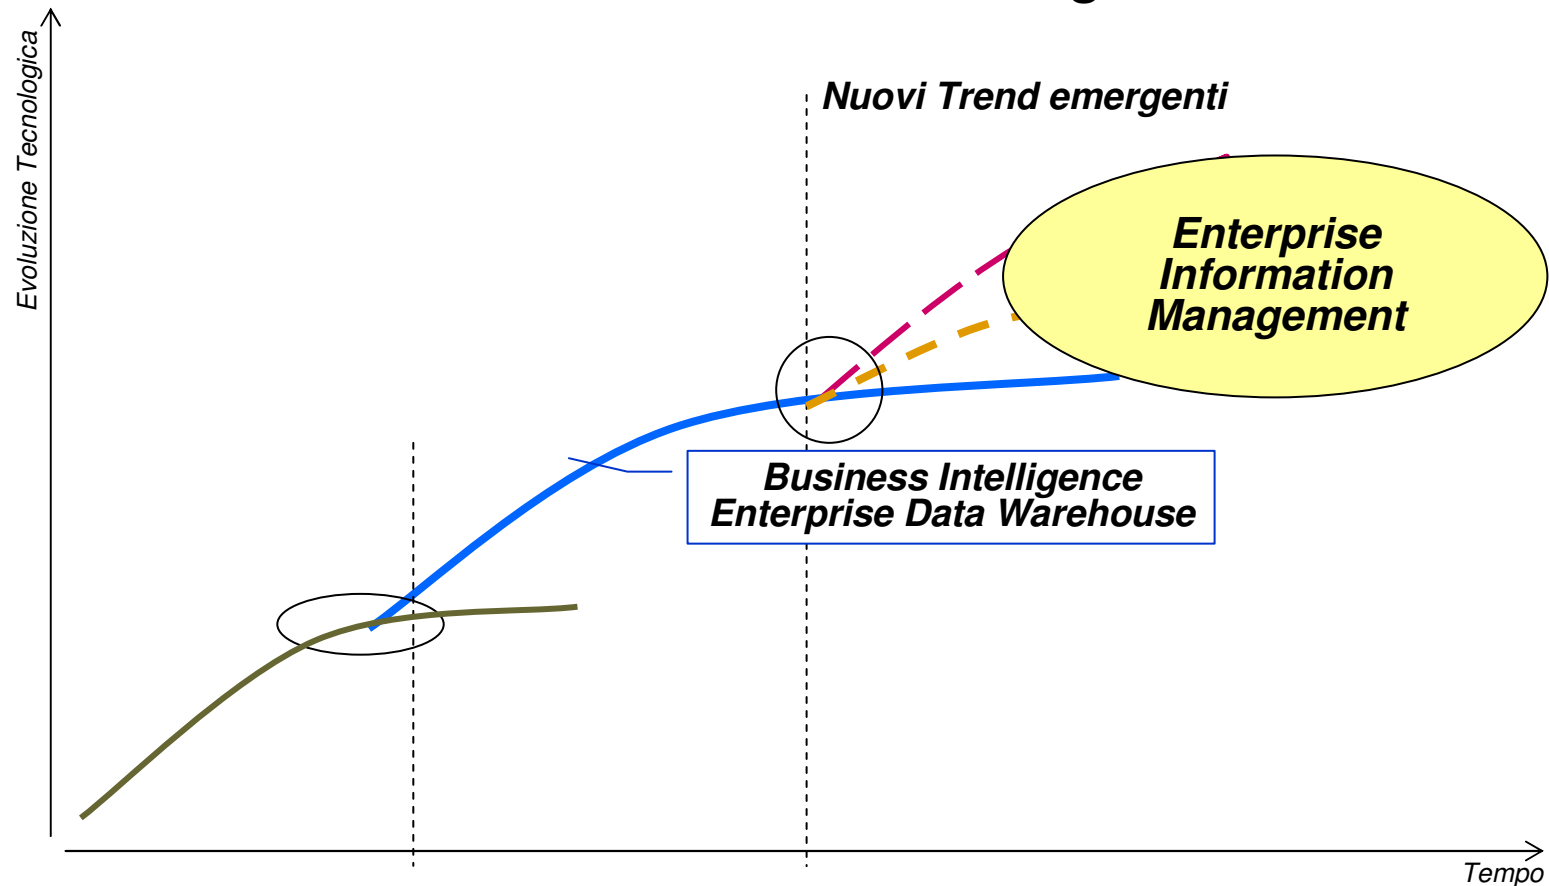 Evoluzione Tecnologica
Nuovi Trend emergenti
Enterprise
Information
Management
Business Intelligence
Enterprise Data Warehouse
Tempo